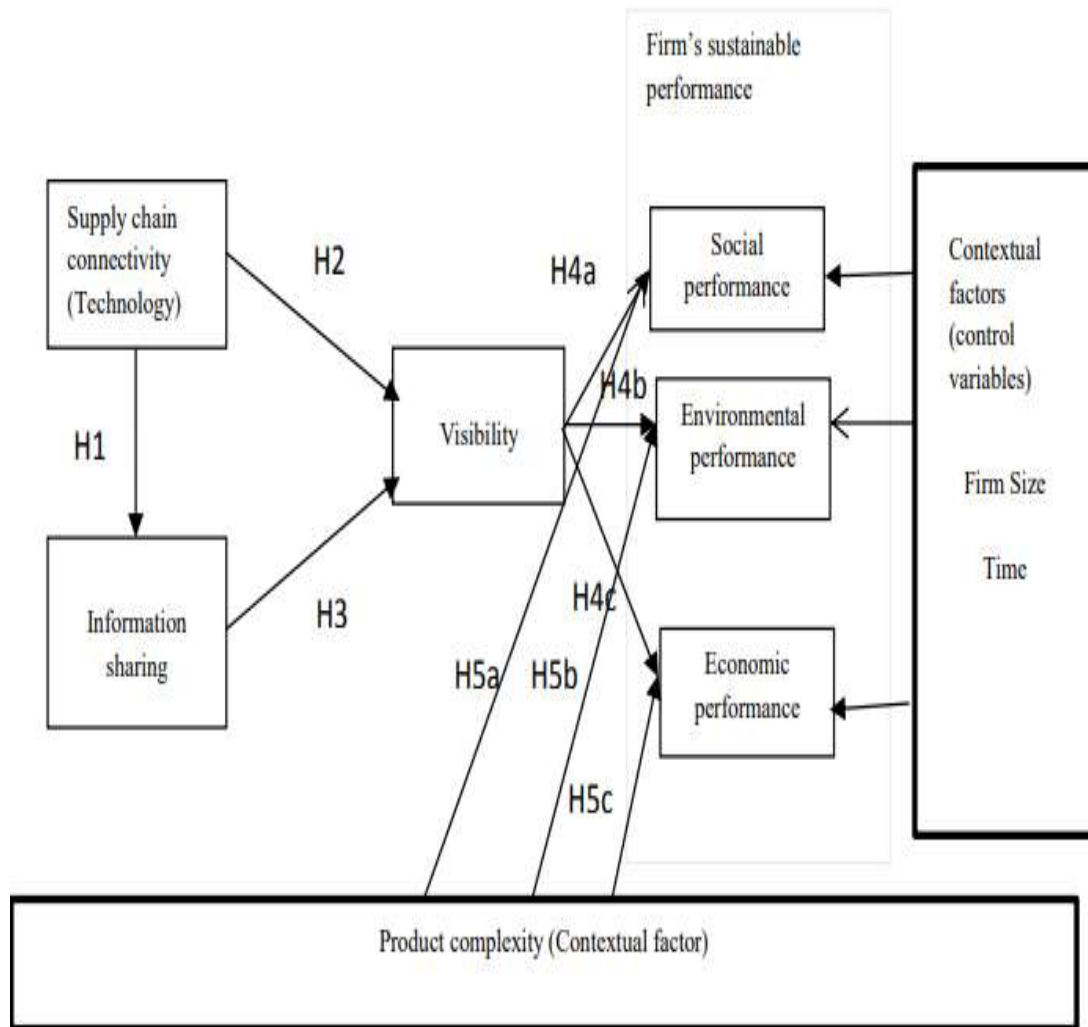 Firm's sustainable
performance
Supply chain
connectivity
(Technology)
H2
H4a
Social
performance
Contextual
factors
(control
variables)
H1
Visibility
H4b
Environmental
performance
Firm Size
Time
Information
sharing
H3
H4c
H5a
H5b
Economic
performance
H5c
Product complexity (Contextual factor)